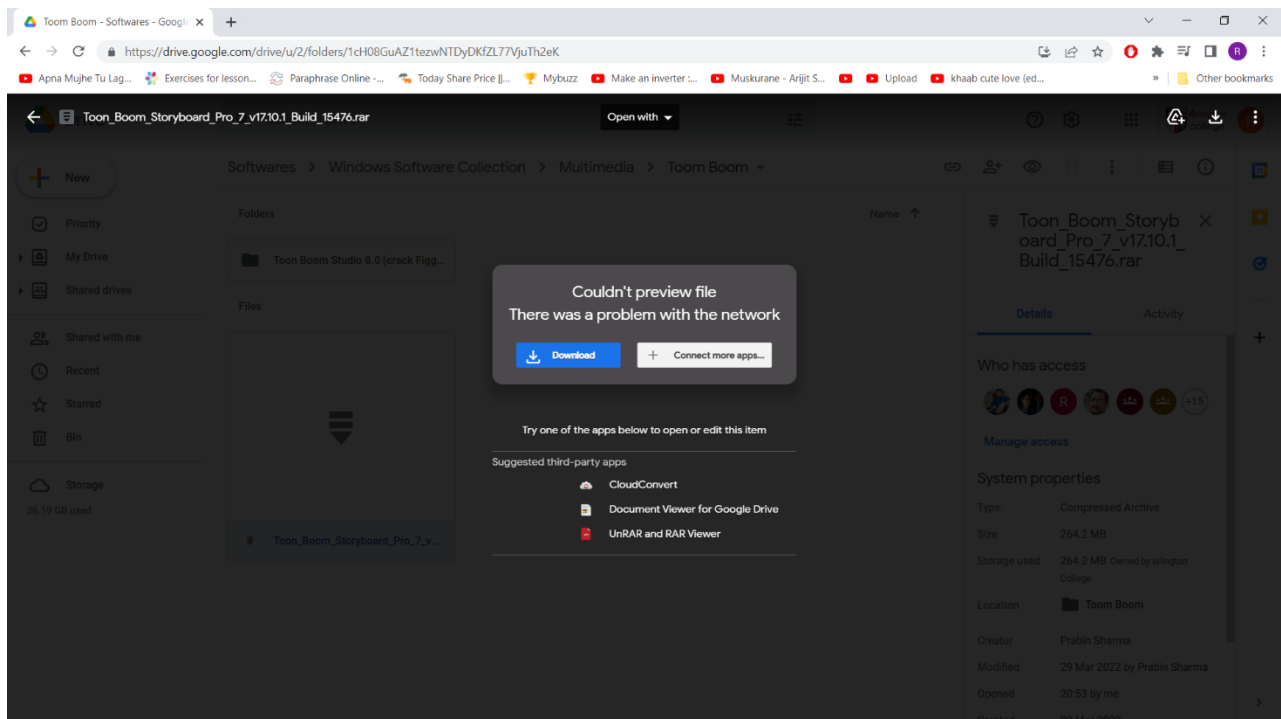 Toom Boom - Softwares - Google
https://drive.google.com/drive/u/2/folders/1cH08GuAZ1tezwNTDyDKfZL77VjuTh2eK
R
Apna Mujhe Tu Lag... Exercises for lesson... Paraphrase Online -... Today Share Price ||... Mybuzz Make an inverter :... Muskurane - Arijit S... Upload khaab cute love (ed... » Other bookmarks
Toon_Boom_Storyboard_Pro_7_v17.10.1_Build_15476.rar
Open with
New
Softwares > Windows Software Collection > Multimedia > Toom Boom
Priority
My Drive
Shared drives
Shared with me
Recent
Starred
Bin
Storage
26.19 GB used
Folders
Name
Toon Boom Studio 8.0 (crack Figg...
Files
Toon_Boom_Storyboard_Pro_7_v...
Couldn't preview file
There was a problem with the network
Download
Connect more apps...
Try one of the apps below to open or edit this item
Suggested third-party apps
CloudConvert
Document Viewer for Google Drive
UnRAR and RAR Viewer
Toon_Boom_Storyb
oard_Pro_7_v17.10.1_
Build_15476.rar
Details Activity
Who has access
R +15
Manage access
System properties
Type Compressed Archive
Size 264.2 MB
Storage used 264.2 MB Owned by Islington
College
Location Toom Boom
Creator Prabin Sharma
Modified 29 Mar 2022 by Prabin Sharma
Opened 20:53 by me